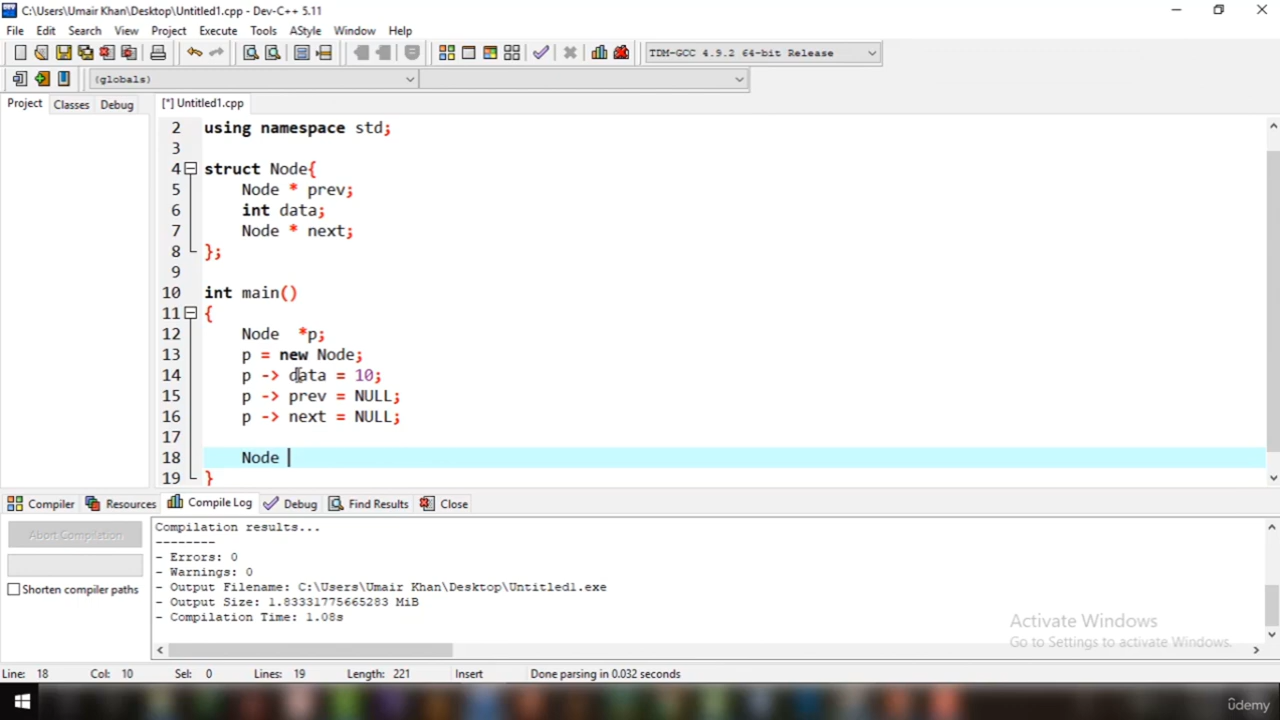 C:\Users\Umair Khan\Desktop\Untitled1.cpp - Dev-C++ 5.11
File Edit Search View Project Execute Tools AStyle Window Help
TDM-GCC 4.9.2 64-bit Release
(globals)
Project Classes Debug [*] Untitled1.cpp
2 using namespace std;
3
4 struct Node{
5 Node * prev;
6 int data;
7 Node * next;
8 };
9
10 int main()
11 {
12 Node *p;
13 p = new Node;
14 p -> data = 10;
15 p -> prev = NULL;
16 p -> next = NULL;
17
18 Node
19 }
Compiler Resources Compile Log Debug Find Results Close
Abort Compilation
Shorten compiler paths
Compilation results...
--------
- Errors: 0
- Warnings: 0
- Output Filename: C:\Users\Umair Khan\Desktop\Untitled1.exe
- Output Size: 1.83331775665283 MiB
- Compilation Time: 1.08s
Activate Windows
Go to Settings to activate Windows.
Line: 18 Col: 10 Sel: 0 Lines: 19 Length: 221 Insert Done parsing in 0.032 seconds
ûdemy